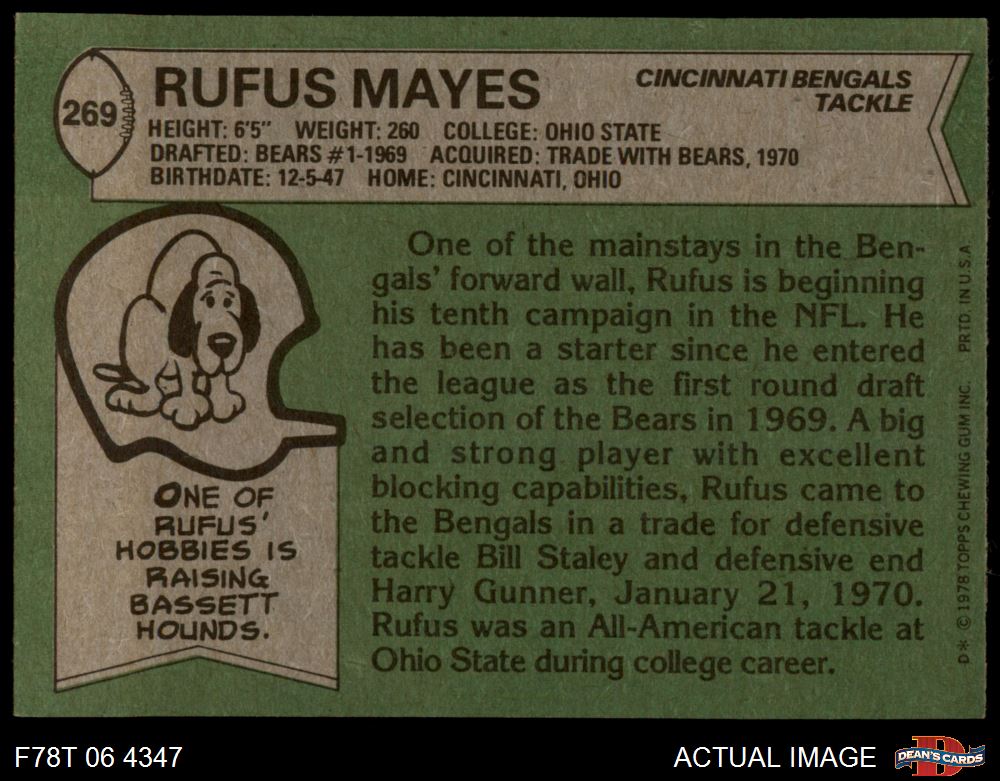 269
RUFUS MAYES
CINCINNATI BENGALS
TACKLE
HEIGHT: 6'5" WEIGHT: 260 COLLEGE: OHIO STATE
DRAFTED: BEARS #1-1969 ACQUIRED: TRADE WITH BEARS, 1970
BIRTHDATE: 12-5-47 HOME: CINCINNATI, OHIO
ONE OF
RUFUS'
HOBBIES IS
RAISING
BASSETT
HOUNDS.
One of the mainstays in the Ben-
gals' forward wall, Rufus is beginning
his tenth campaign in the NFL. He
has been a starter since he entered
the league as the first round draft
selection of the Bears in 1969. A big
and strong player with excellent
blocking capabilities, Rufus came to
the Bengals in a trade for defensive
tackle Bill Staley and defensive end
Harry Gunner, January 21, 1970.
Rufus was an All-American tackle at
Ohio State during college career.
D* © 1978 TOPPS CHEWING GUM INC. PRTD. IN U.S.A
F78T 06 4347
ACTUAL IMAGE
D
DEAN'S CARDS